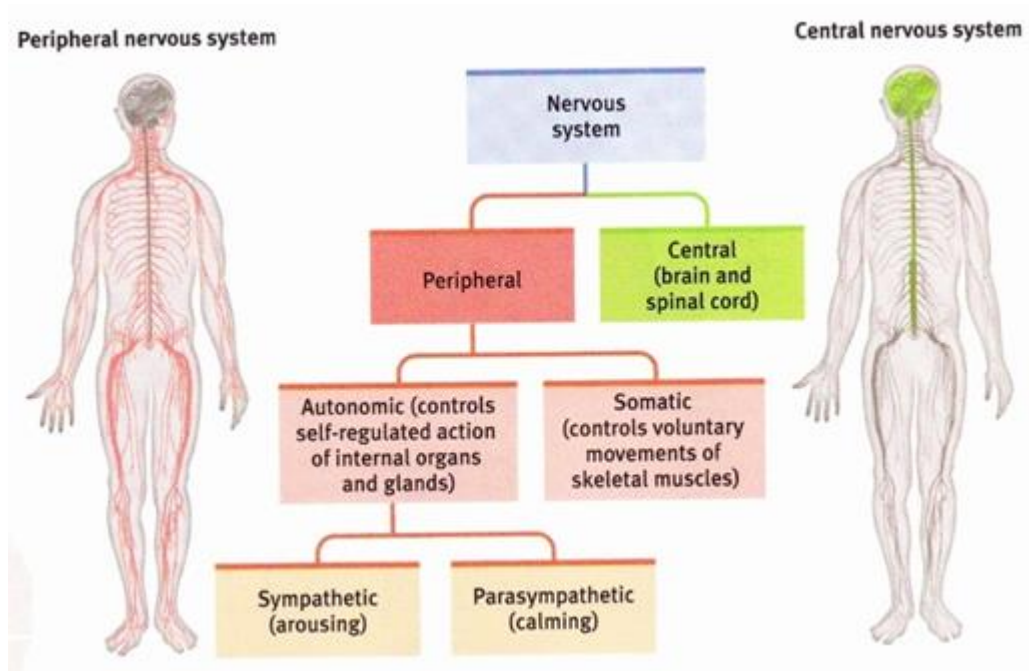 Peripheral nervous system
Central nervous system
Nervous
system
Peripheral
Central
(brain and
spinal cord)
Autonomic (controls
self-regulated action
of internal organs
and glands)
Somatic
(controls voluntary
movements of
skeletal muscles)
Sympathetic
(arousing)
Parasympathetic
(calming)